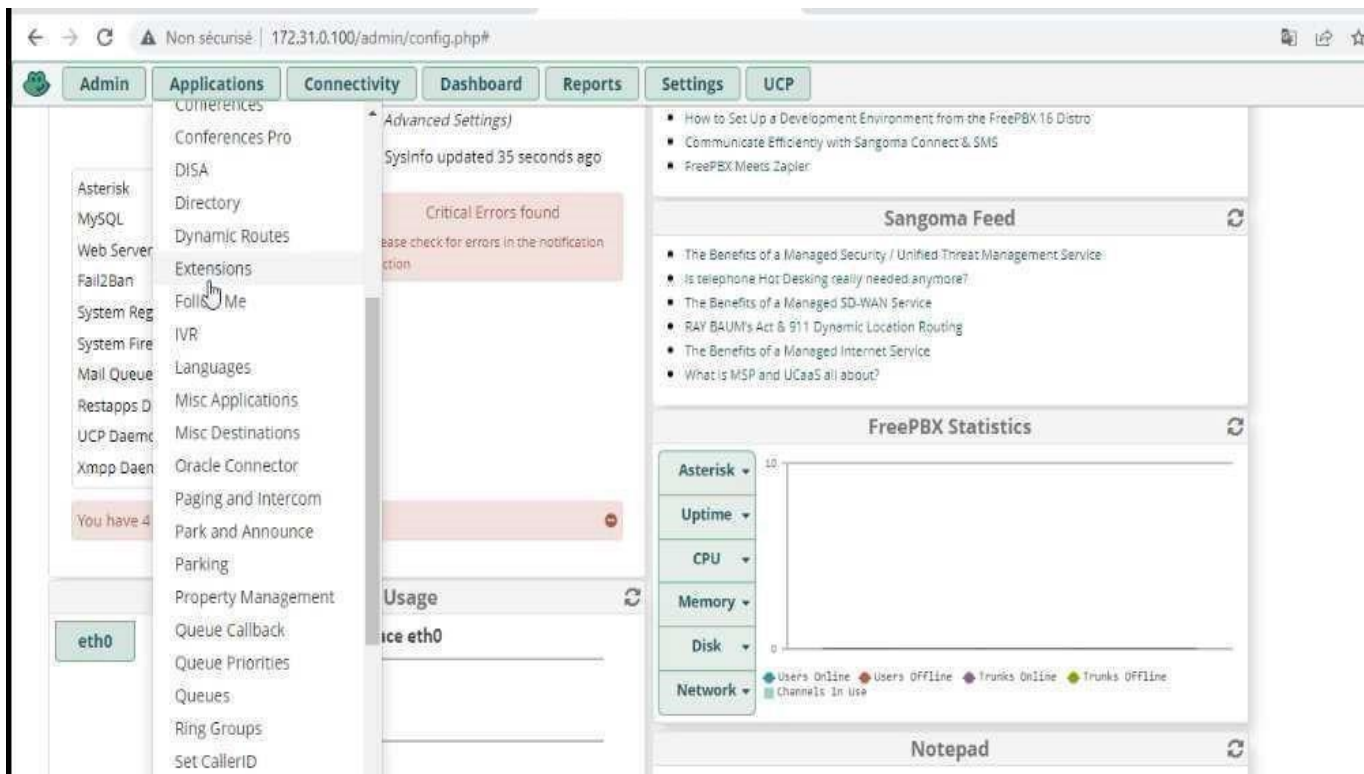 Non sécurisé | 172.31.0.100/admin/config.php#
Admin
Applications
Connectivity
Dashboard
Reports
Settings
UCP
Conferences
Conferences Pro
DISA
Directory
Dynamic Routes
Extensions
Follow Me
IVR
Languages
Misc Applications
Misc Destinations
Oracle Connector
Paging and Intercom
Park and Announce
Parking
Property Management
Queue Callback
Queue Priorities
Queues
Ring Groups
Set CallerID
Advanced Settings)
SysInfo updated 35 seconds ago
Asterisk
MySQL
Web Server
Fail2Ban
System Reg
System Fire
Mail Queue
Restapps D
UCP Daemo
Xmpp Daen
Critical Errors found
ease check for errors in the notification
ction
You have 4
Usage
eth0
ace eth0
How to Set Up a Development Environment from the FreePBX 16 Distro
Communicate Efficiently with Sangoma Connect & SMS
FreePBX Meets Zapier
Sangoma Feed
The Benefits of a Managed Security / Unified Threat Management Service
Is telephone Hot Desking really needed anymore?
The Benefits of a Managed SD-WAN Service
RAY BAUM's Act & 911 Dynamic Location Routing
The Benefits of a Managed Internet Service
What is MSP and UCaaS all about?
FreePBX Statistics
Asterisk
Uptime
CPU
Memory
Disk
Network
10
0
Users Online Users Offline Trunks Online Trunks Offline
Channels In Use
Notepad